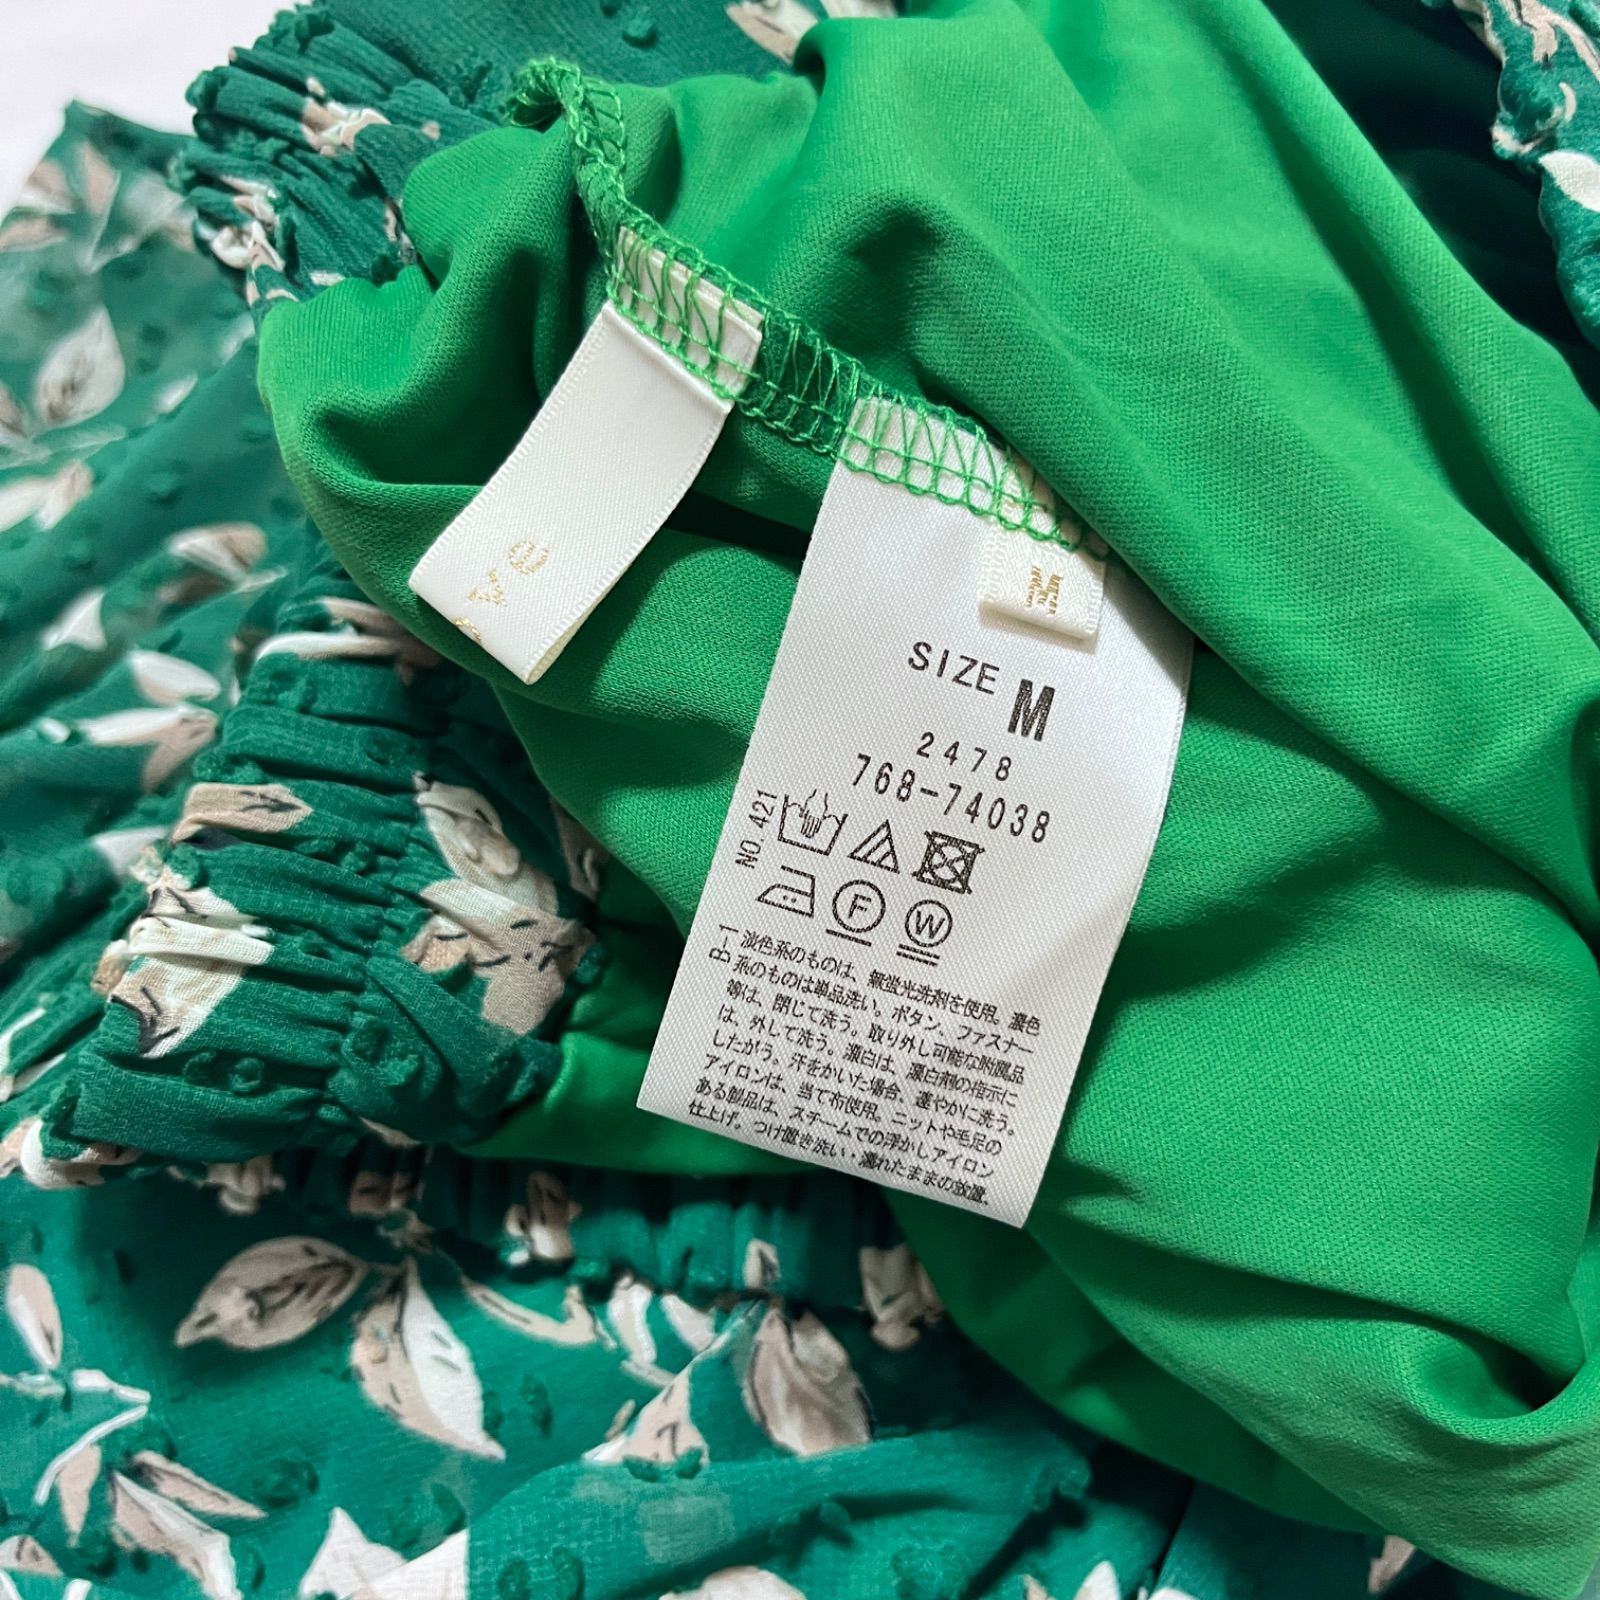 SIZE M
2478
768-74038
NO.421
F
W
淡色系のものは、無蛍光洗剤を使用。濃色
系のものは単品洗い。ボタン、ファスナー
等は、閉じて洗う。取り外し可能な附属品
は、外して洗う。漂白は、漂白剤の指示に
したがう。汗をかいた場合、速やかに洗う。
アイロンは、当て布使用。ニットや毛足の
ある製品は、スチームでの浮かしアイロン
仕上げ。つけ置き洗い・濡れたままの放置、